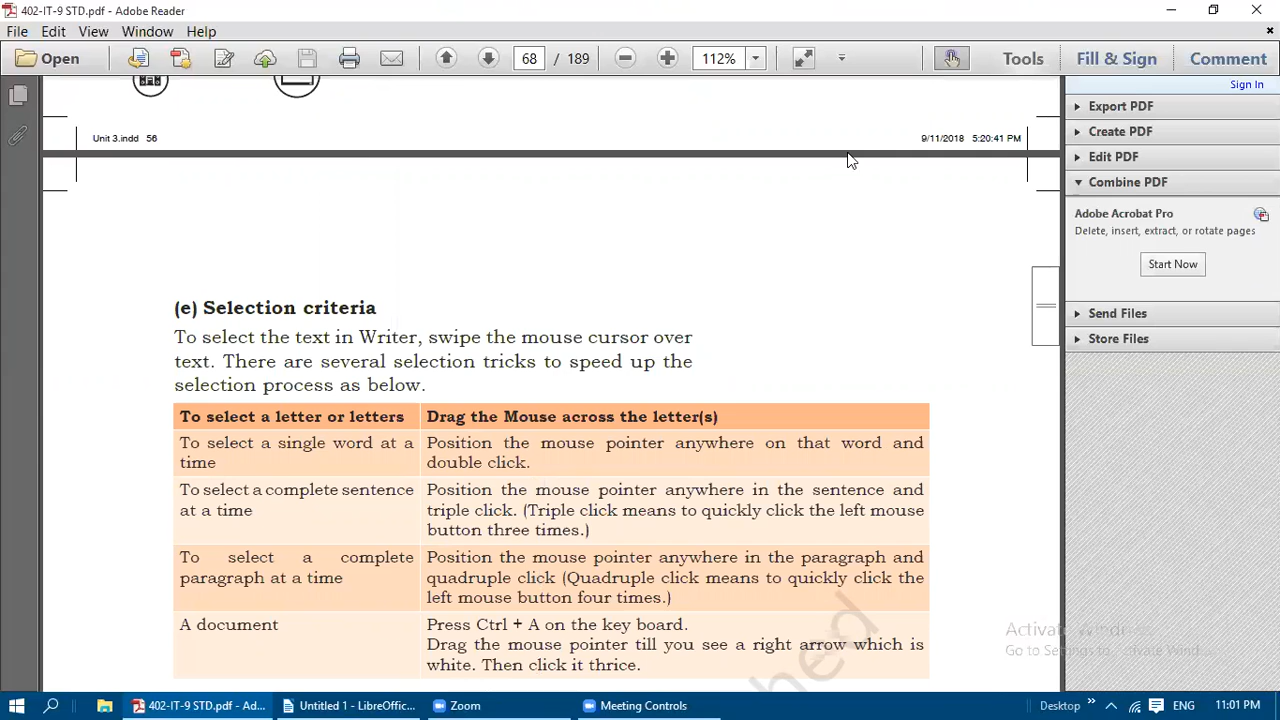 402-IT-9 STD.pdf - Adobe Reader
File Edit View Window Help
Open 68 / 189 112% Tools Fill & Sign Comment
Sign In
Export PDF
Create PDF
Edit PDF
Combine PDF
Adobe Acrobat Pro
Delete, insert, extract, or rotate pages
Start Now
Send Files
Store Files
Unit 3.indd 56 9/11/2018 5:20:41 PM
(e) Selection criteria
To select the text in Writer, swipe the mouse cursor over
text. There are several selection tricks to speed up the
selection process as below.
To select a letter or letters Drag the Mouse across the letter(s)
To select a single word at a
time
Position the mouse pointer anywhere on that word and
double click.
To select a complete sentence
at a time
Position the mouse pointer anywhere in the sentence and
triple click. (Triple click means to quickly click the left mouse
button three times.)
To select a complete
paragraph at a time
Position the mouse pointer anywhere in the paragraph and
quadruple click (Quadruple click means to quickly click the
left mouse button four times.)
A document
Press Ctrl + A on the key board.
Drag the mouse pointer till you see a right arrow which is
white. Then click it thrice.
Activate Windows
Go to Settings to Activate Wind...
402-IT-9 STD.pdf - Ad... Untitled 1 - LibreOffic... Zoom Meeting Controls Desktop ENG 11:01 PM